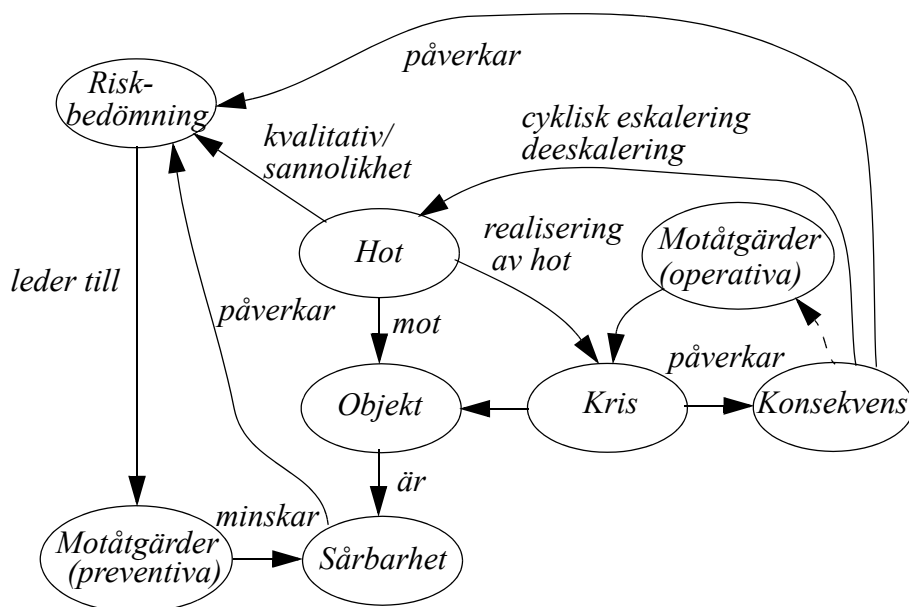 påverkar
Risk-
bedömning
kvalitativ/
sannolikhet
cyklisk eskalering
deeskalering
Hot
realisering
av hot
Motåtgärder
(operativa)
leder till
påverkar
mot
påverkar
Objekt
Kris
Konsekvens
är
minskar
Motåtgärder
(preventiva)
Sårbarhet